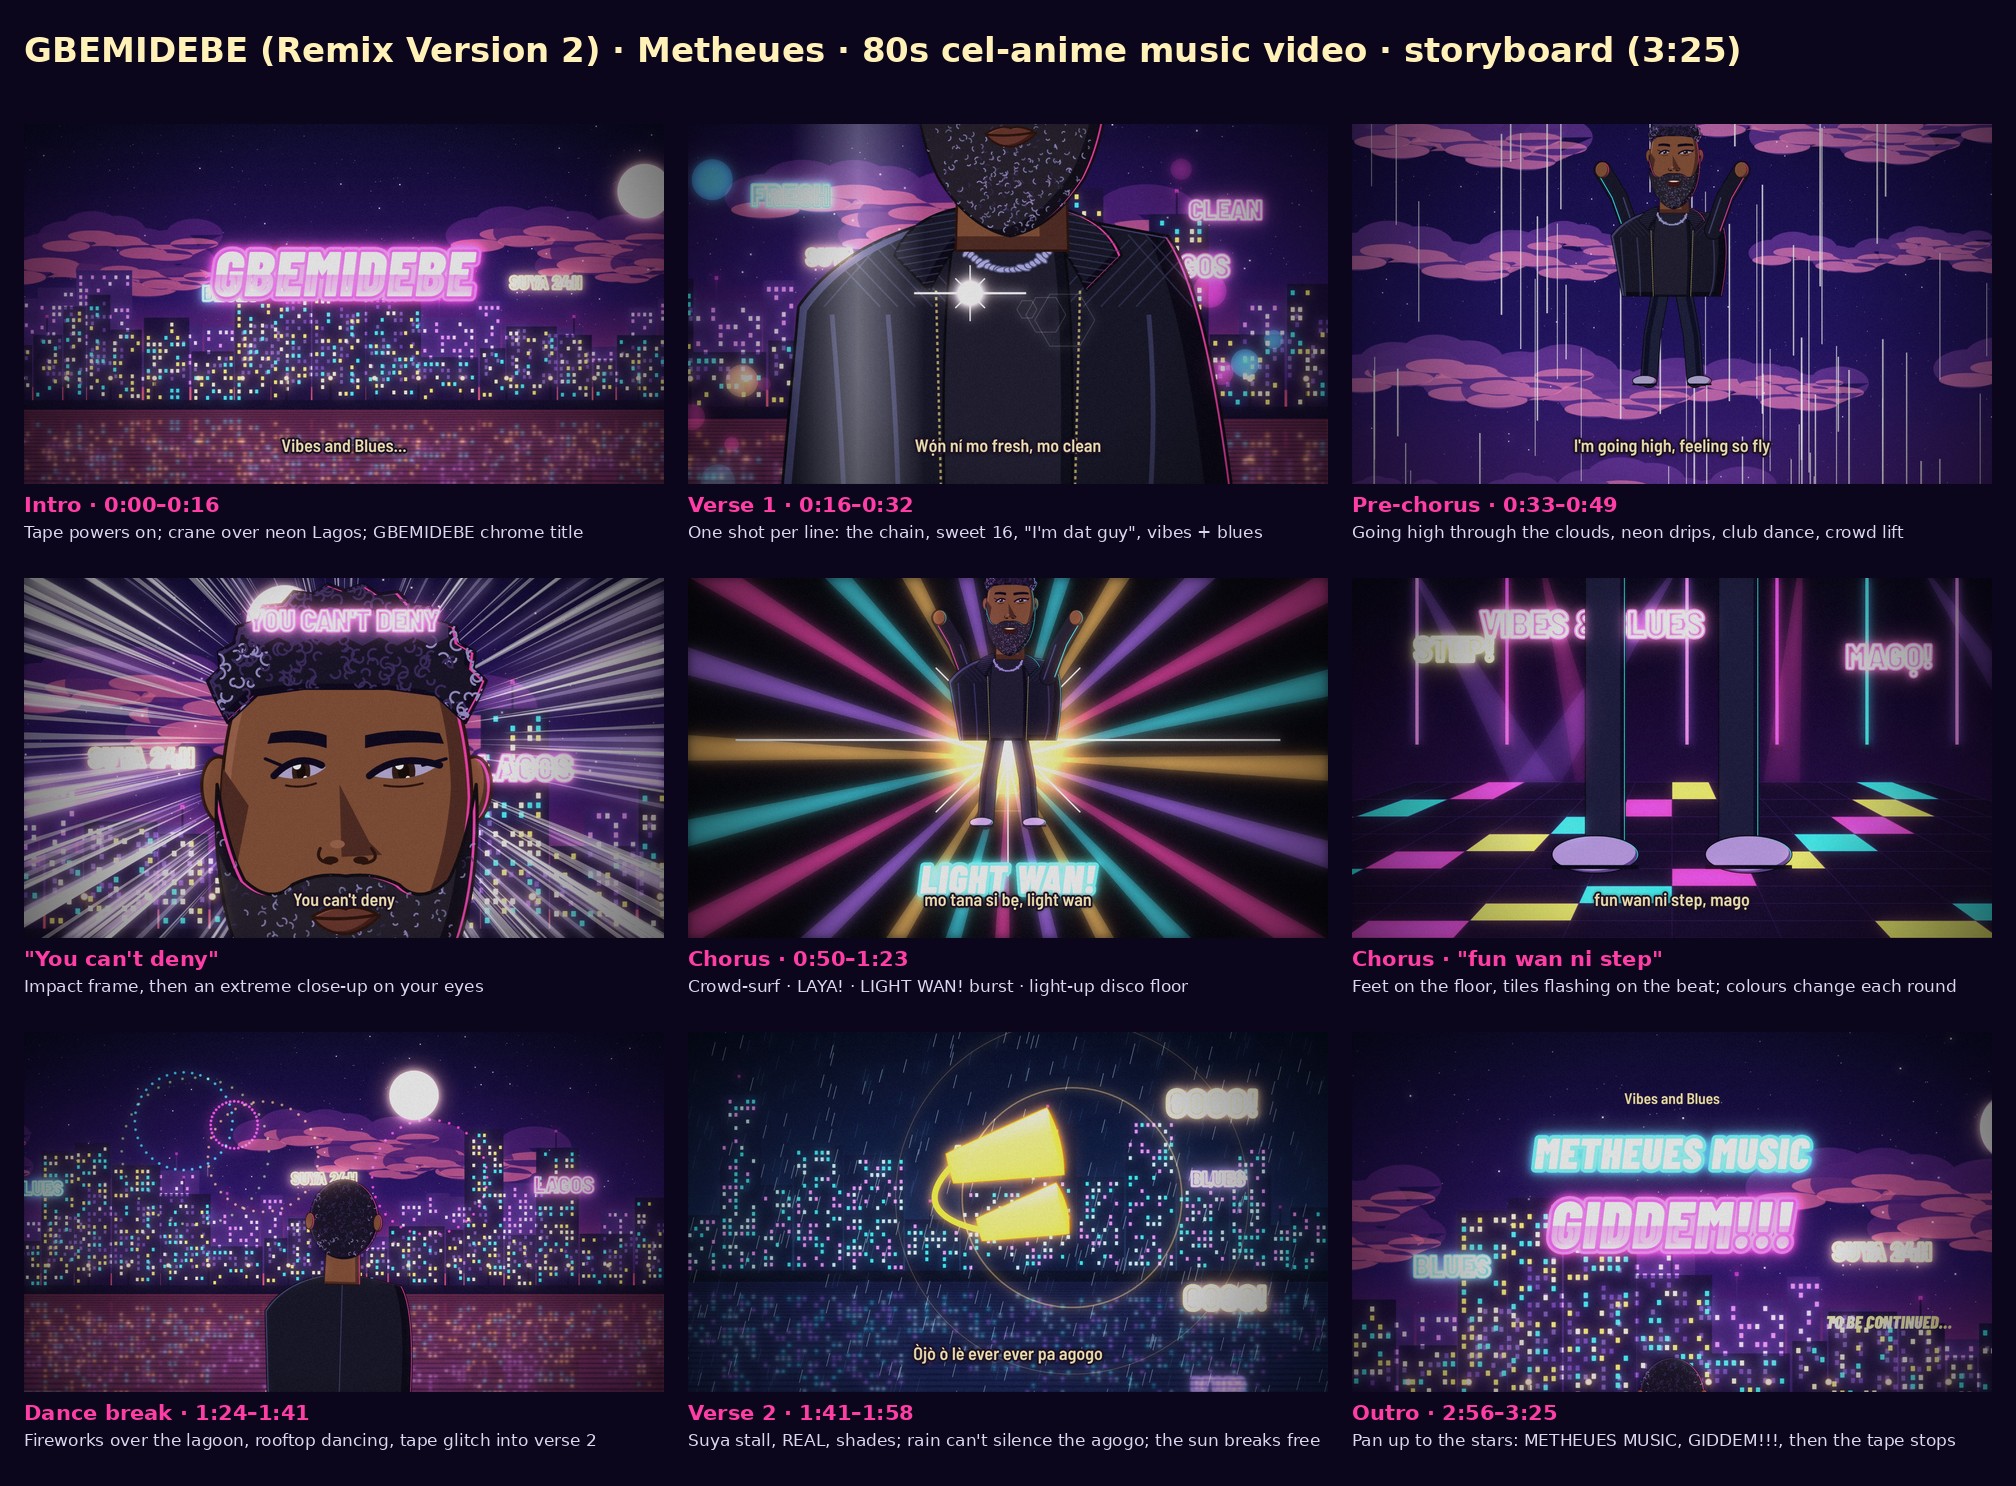 GBEMIDEBE (Remix Version 2) · Metheues · 80s cel-anime music video · storyboard (3:25)
GBEMIDEBE
SUYA 24H
Vibes and Blues...
Intro · 0:00–0:16
Tape powers on; crane over neon Lagos; GBEMIDEBE chrome title
FRESH
CLEAN
Wọ́n ní mo fresh, mo clean
Verse 1 · 0:16–0:32
One shot per line: the chain, sweet 16, "I'm dat guy", vibes + blues
I'm going high, feeling so fly
Pre-chorus · 0:33–0:49
Going high through the clouds, neon drips, club dance, crowd lift
YOU CAN'T DENY
SUYA 24H
LAGOS
You can't deny
"You can't deny"
Impact frame, then an extreme close-up on your eyes
LIGHT WAN!
mo tana si bẹ, light wan
Chorus · 0:50–1:23
Crowd-surf · LAYA! · LIGHT WAN! burst · light-up disco floor
VIBES & LUES
STEP!
MAGỌ!
fun wan ni step, magọ
Chorus · "fun wan ni step"
Feet on the floor, tiles flashing on the beat; colours change each round
SUYA 24H
LUES
LAGOS
Dance break · 1:24–1:41
Fireworks over the lagoon, rooftop dancing, tape glitch into verse 2
BLUES
Òjò ò lè ever ever pa agogo
Verse 2 · 1:41–1:58
Suya stall, REAL, shades; rain can't silence the agogo; the sun breaks free
Vibes and Blues
METHEUES MUSIC
GIDDEM!!!
SUYA 24H
BLUES
TO BE CONTINUED...
Outro · 2:56–3:25
Pan up to the stars: METHEUES MUSIC, GIDDEM!!!, then the tape stops